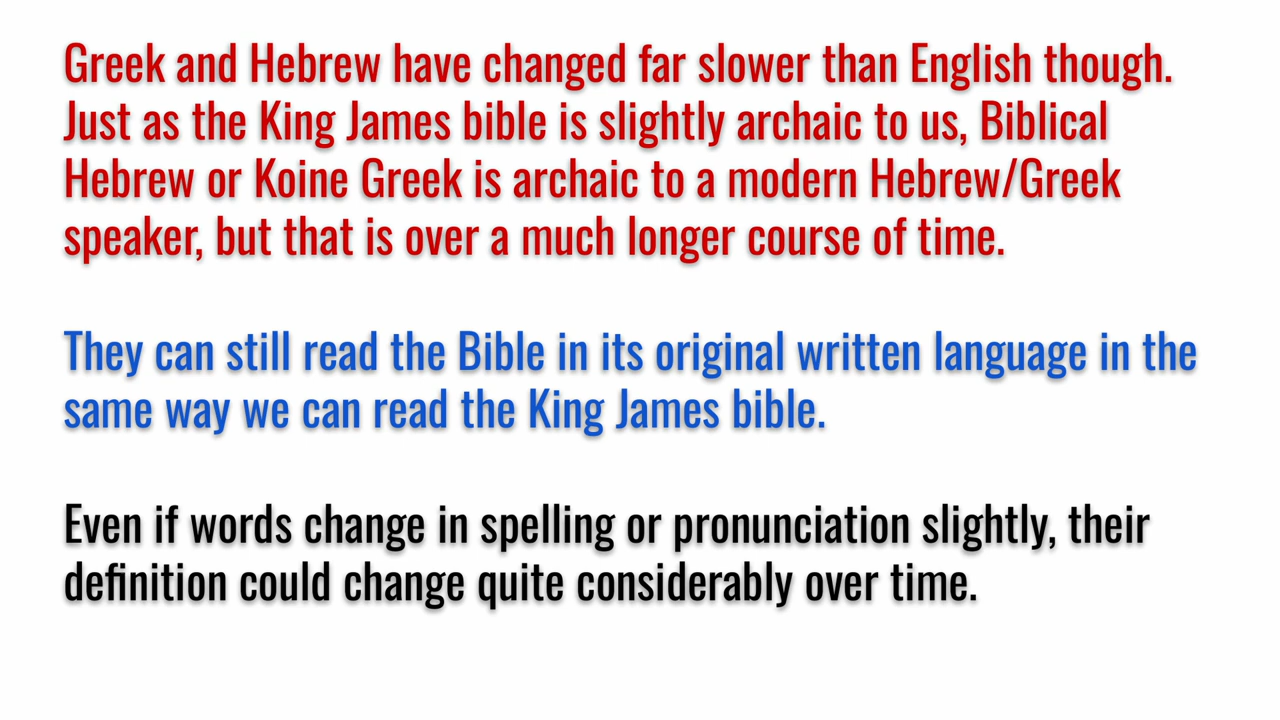 Greek and Hebrew have changed far slower than English though.
Just as the King James bible is slightly archaic to us, Biblical
Hebrew or Koine Greek is archaic to a modern Hebrew/Greek
speaker, but that is over a much longer course of time.
They can still read the Bible in its original written language in the
same way we can read the King James bible.
Even if words change in spelling or pronunciation slightly, their
definition could change quite considerably over time.